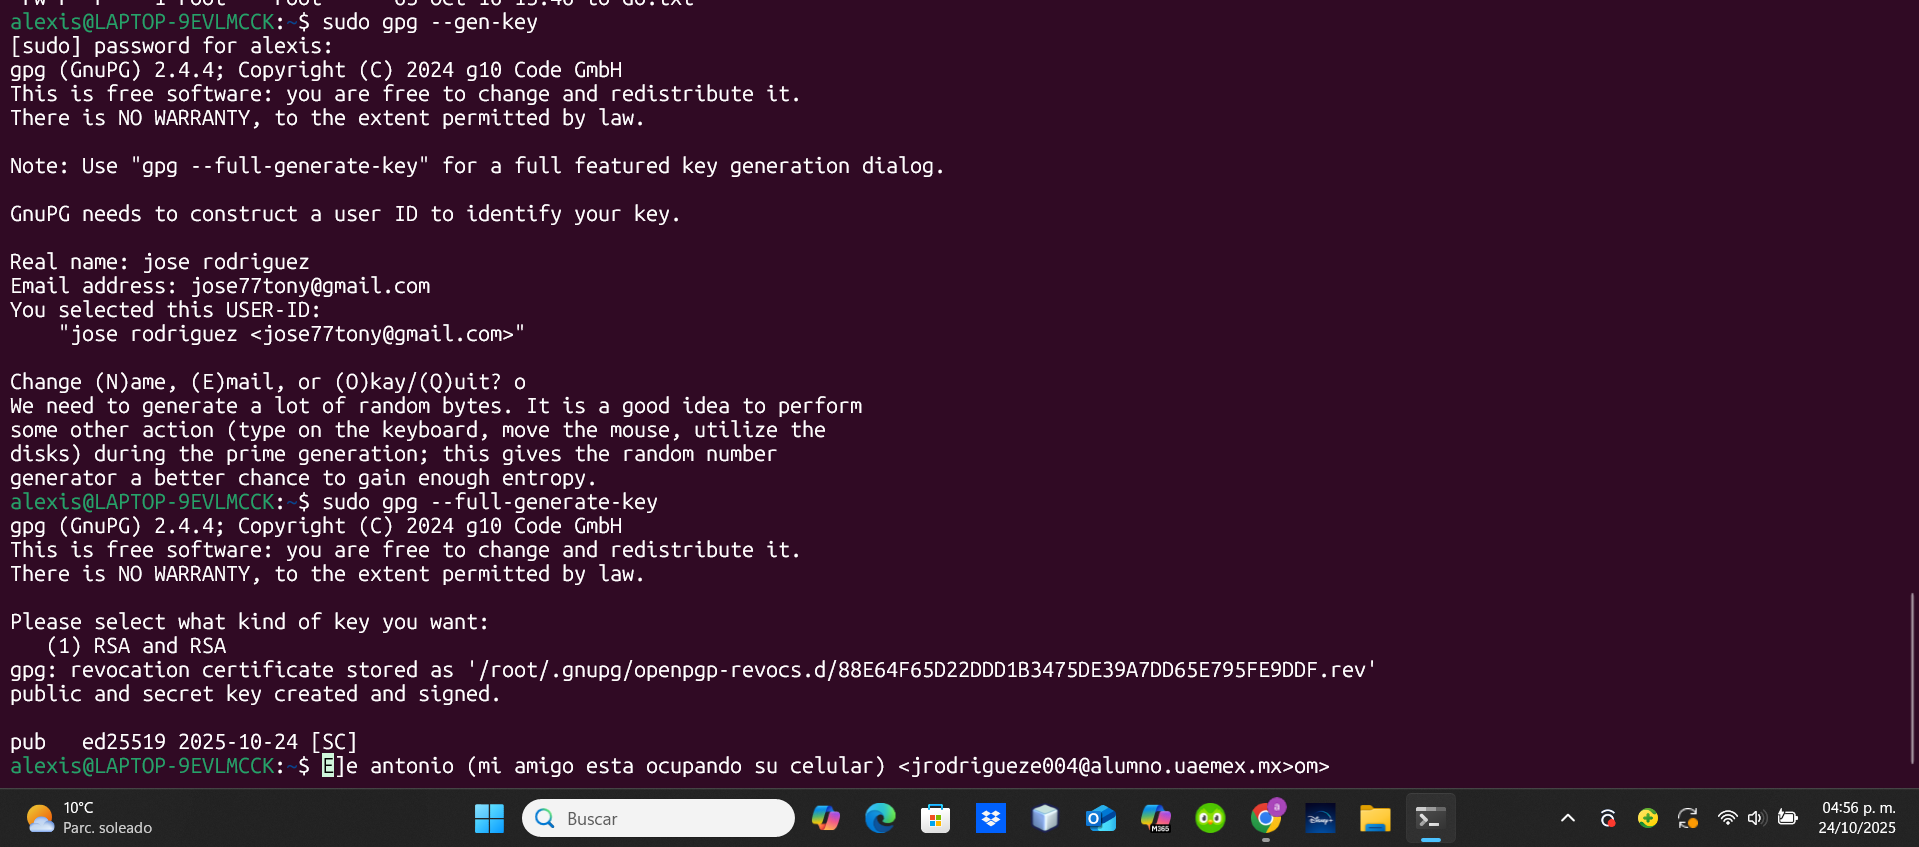 alexis@LAPTOP-9EVLMCCK:~$ sudo gpg --gen-key
[sudo] password for alexis:
gpg (GnuPG) 2.4.4; Copyright (C) 2024 g10 Code GmbH
This is free software: you are free to change and redistribute it.
There is NO WARRANTY, to the extent permitted by law.

Note: Use "gpg --full-generate-key" for a full featured key generation dialog.

GnuPG needs to construct a user ID to identify your key.

Real name: jose rodriguez
Email address: jose77tony@gmail.com
You selected this USER-ID:
    "jose rodriguez <jose77tony@gmail.com>"

Change (N)ame, (E)mail, or (O)kay/(Q)uit? o
We need to generate a lot of random bytes. It is a good idea to perform
some other action (type on the keyboard, move the mouse, utilize the
disks) during the prime generation; this gives the random number
generator a better chance to gain enough entropy.
alexis@LAPTOP-9EVLMCCK:~$ sudo gpg --full-generate-key
gpg (GnuPG) 2.4.4; Copyright (C) 2024 g10 Code GmbH
This is free software: you are free to change and redistribute it.
There is NO WARRANTY, to the extent permitted by law.

Please select what kind of key you want:
   (1) RSA and RSA
gpg: revocation certificate stored as '/root/.gnupg/openpgp-revocs.d/88E64F65D22DDD1B3475DE39A7DD65E795FE9DDF.rev'
public and secret key created and signed.

pub   ed25519 2025-10-24 [SC]
alexis@LAPTOP-9EVLMCCK:~$ E]e antonio (mi amigo esta ocupando su celular) <jrodrigueze004@alumno.uaemex.mx>om>
10°C
Parc. soleado
Buscar
M365
Disney+
a
04:56 p. m.
24/10/2025